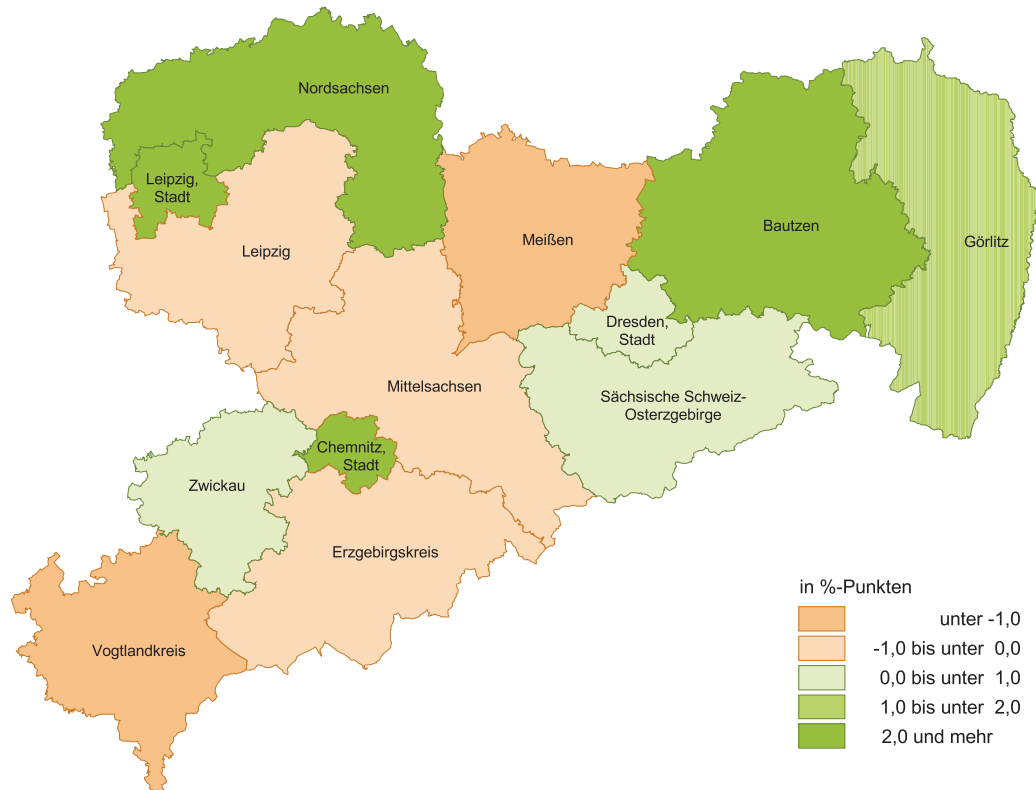 Nordsachsen
Leipzig,
Stadt
Leipzig
Meißen
Bautzen
Görlitz
Dresden,
Stadt
Mittelsachsen
Sächsische Schweiz-
Osterzgebirge
Chemnitz,
Stadt
Zwickau
Erzgebirgskreis
Vogtlandkreis
in %-Punkten
unter -1,0
-1,0 bis unter 0,0
0,0 bis unter 1,0
1,0 bis unter 2,0
2,0 und mehr